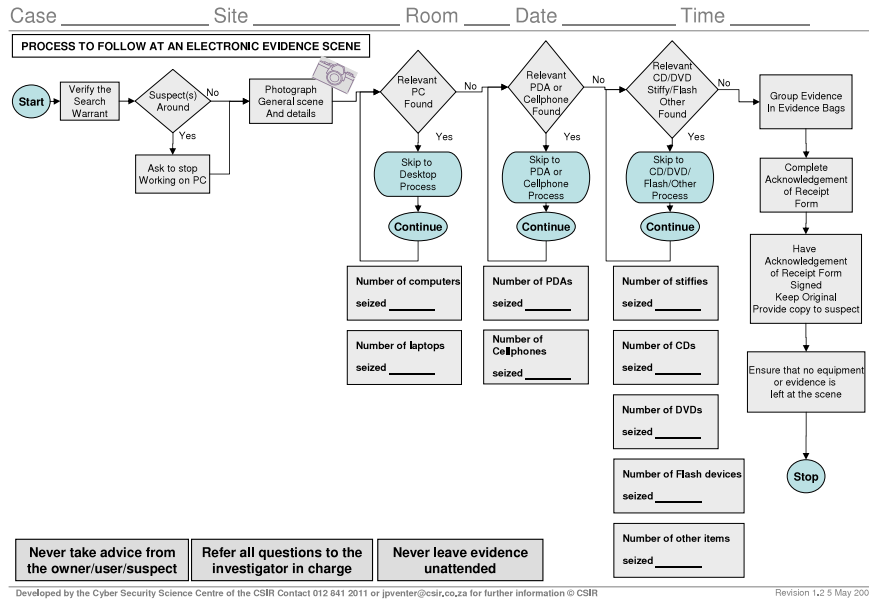 Case Site Room Date Time
PROCESS TO FOLLOW AT AN ELECTRONIC EVIDENCE SCENE
Start
Verify the
Search
Warrant
Suspect(s)
Around
No
Yes
Ask to stop
Working on PC
Photograph
General scene
And details
Relevant
PC
Found
No
Yes
Skip to
Desktop
Process
Continue
Number of computers
seized
Number of laptops
seized
Relevant
PDA or
Cellphone
Found
No
Yes
Skip to
PDA or
Cellphone
Process
Continue
Number of PDAs
seized
Number of
Cellphones
seized
Relevant
CD/DVD
Stiffy/Flash
Other
Found
No
Yes
Skip to
CD/DVD/
Flash/Other
Process
Continue
Number of stiffies
seized
Number of CDs
seized
Number of DVDs
seized
Number of Flash devices
seized
Number of other items
seized
Group Evidence
In Evidence Bags
Complete
Acknowledgement
of Receipt
Form
Have
Acknowledgement
of Receipt Form
Signed
Keep Original
Provide copy to suspect
Ensure that no equipment
or evidence is
left at the scene
Stop
Never take advice from
the owner/user/suspect
Refer all questions to the
investigator in charge
Never leave evidence
unattended
Developed by the Cyber Security Science Centre of the CSIR Contact 012 841 2011 or jpventer@csir.co.za for further information © CSIR
Revision 1.2 5 May 200